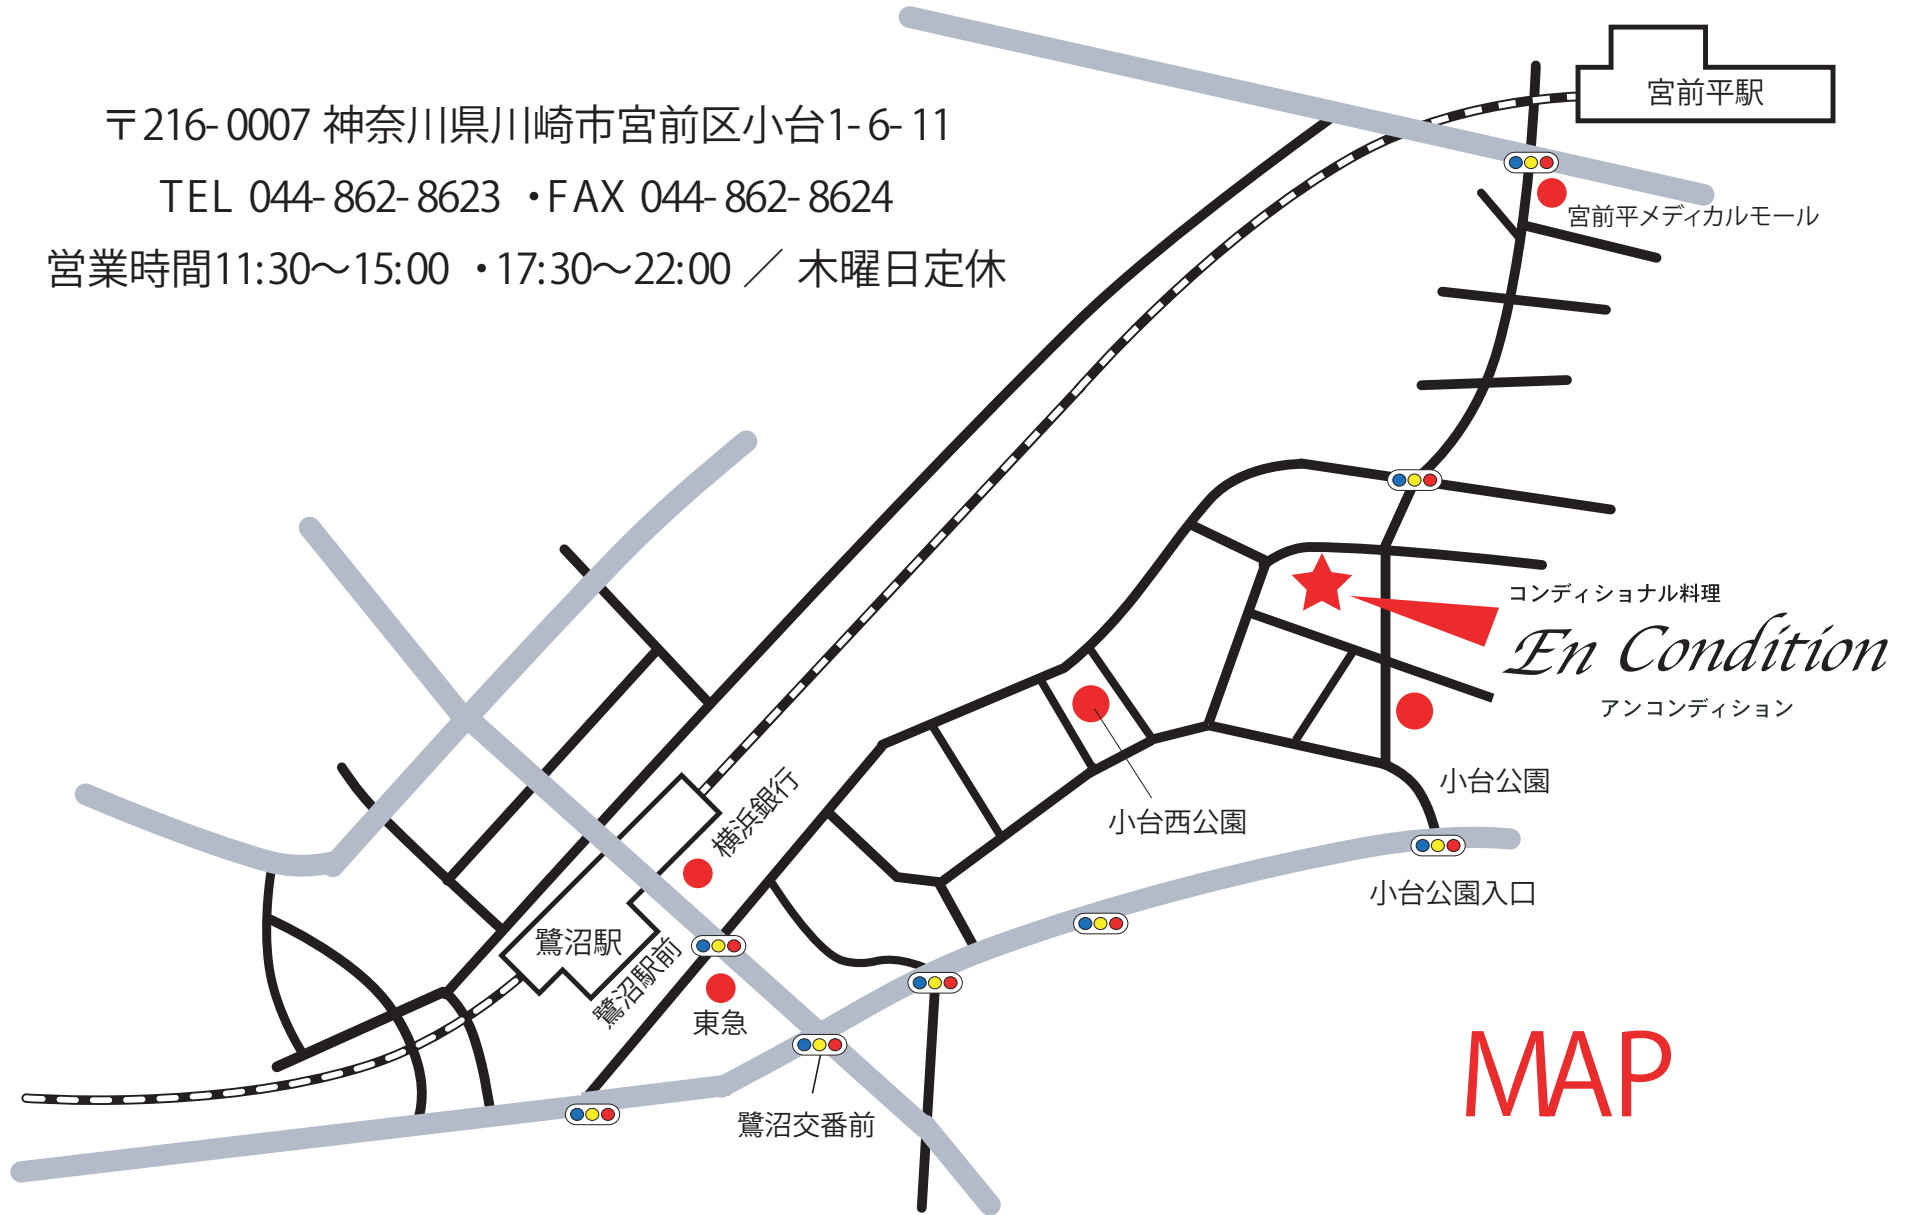 〒216-0007 神奈川県川崎市宮前区小台1-6-11
TEL 044-862-8623 ・FAX 044-862-8624
営業時間11:30～15:00 ・17:30～22:00 ／ 木曜日定休
宮前平駅
宮前平メディカルモール
コンディショナル料理
En Condition
アンコンディション
小台公園
小台西公園
小台公園入口
横浜銀行
鷺沼駅
鷺沼駅前
東急
鷺沼交番前
MAP